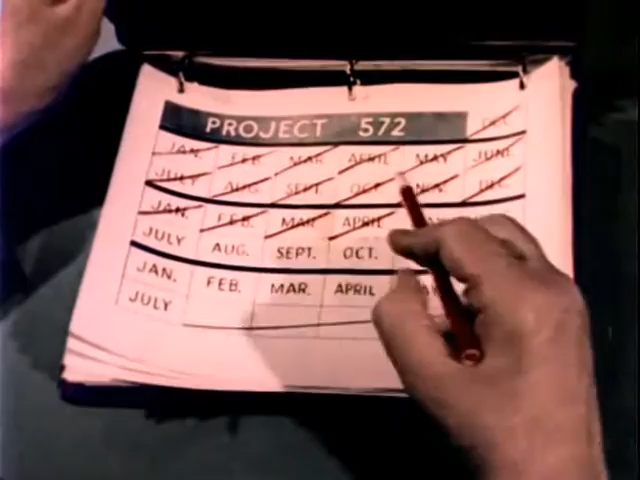 PROJECT 572
DEC.
JAN. FEB. MAR. APRIL MAY JUNE
JULY AUG. SEPT. OCT. NOV. DEC.
JAN. FEB. MAR. APRIL
JULY AUG. SEPT. OCT.
JAN. FEB. MAR. APRIL
JULY